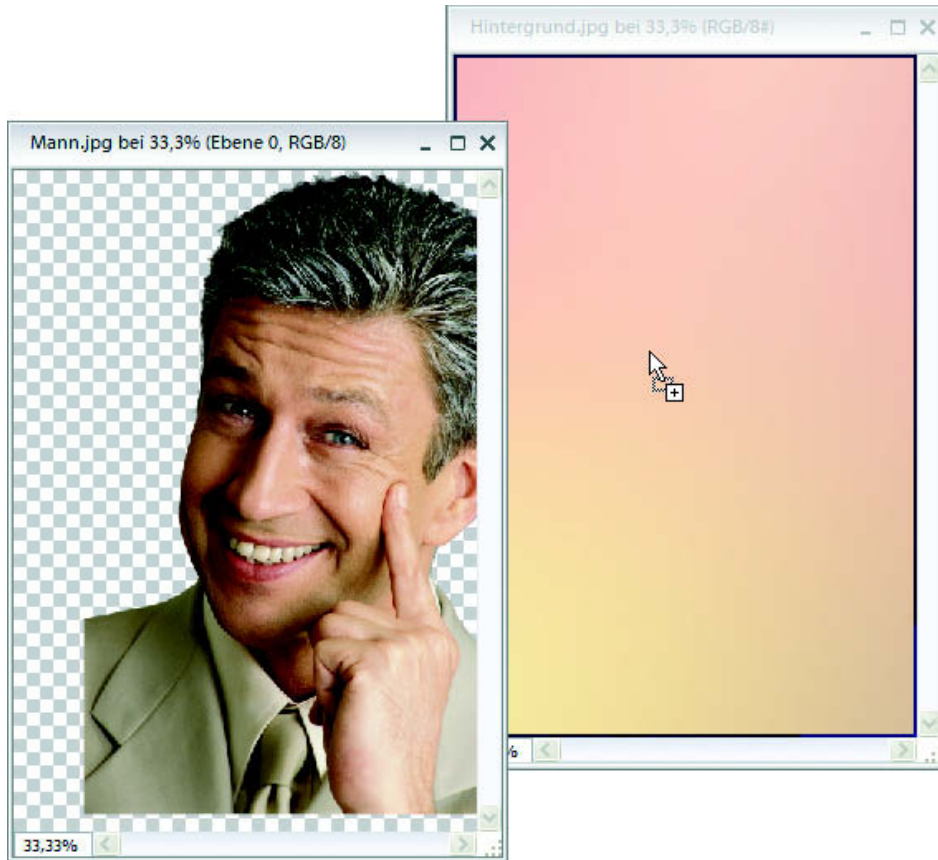 Hintergrund.jpg bei 33,3% (RGB/8#)
Mann.jpg bei 33,3% (Ebene 0, RGB/8)
%
33,33%